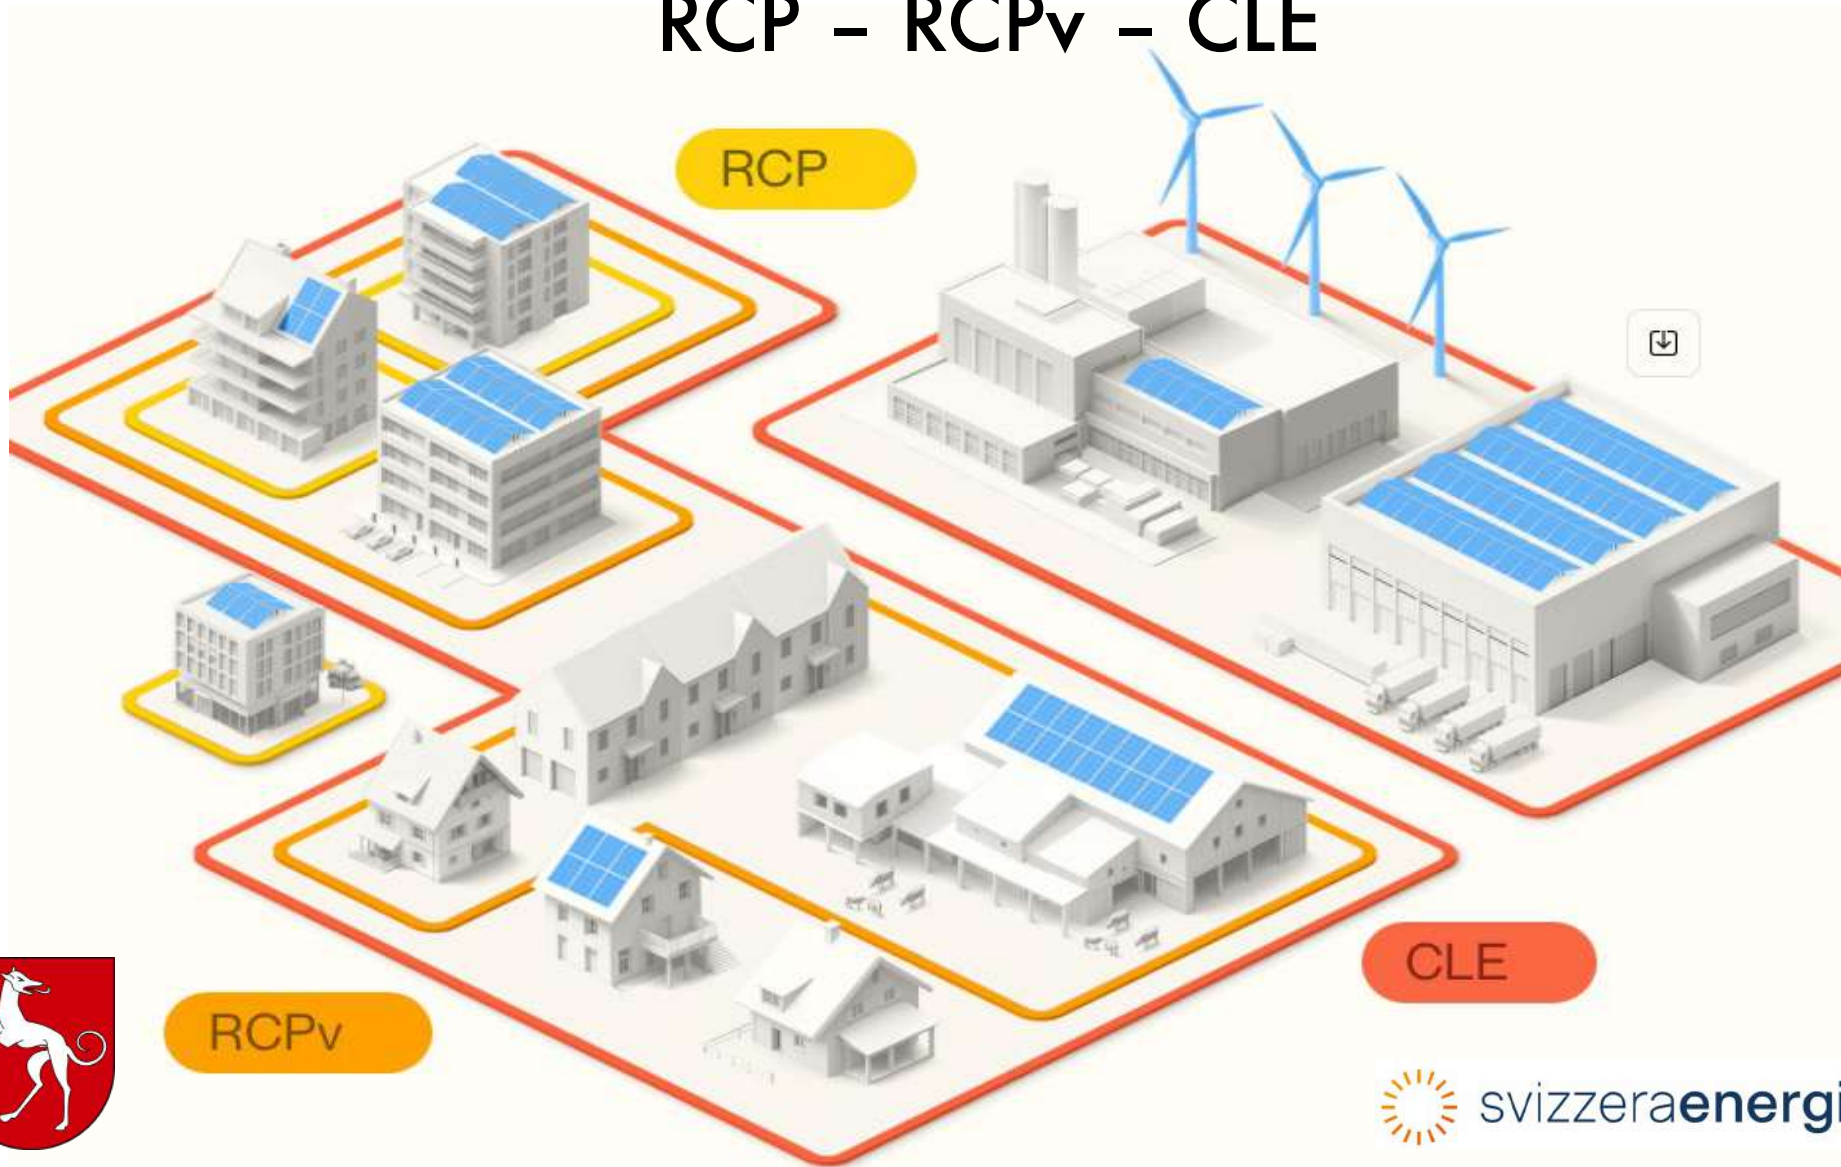 RCP – RCPv – CLE
RCP
CLE
RCPv
svizzeraenergi